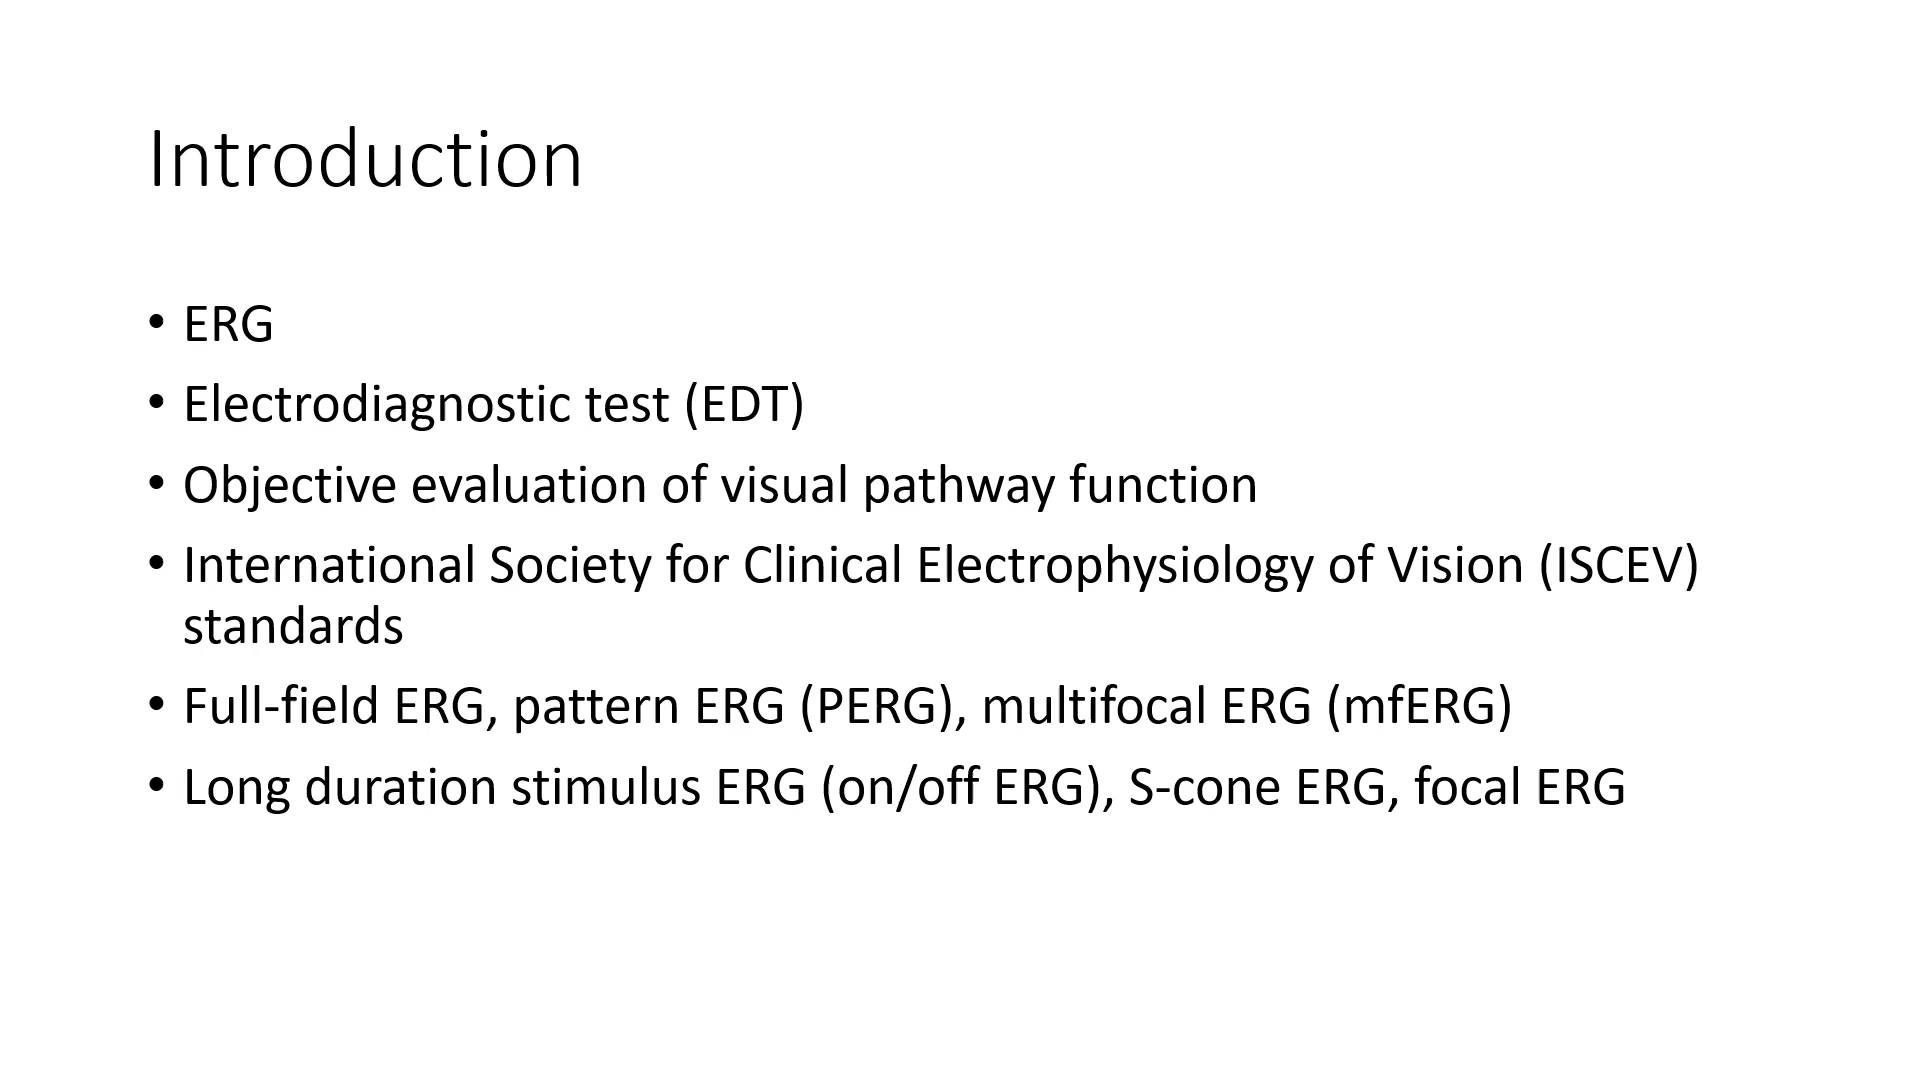 Introduction
• ERG
• Electrodiagnostic test (EDT)
• Objective evaluation of visual pathway function
• International Society for Clinical Electrophysiology of Vision (ISCEV)
standards
• Full-field ERG, pattern ERG (PERG), multifocal ERG (mfERG)
• Long duration stimulus ERG (on/off ERG), S-cone ERG, focal ERG